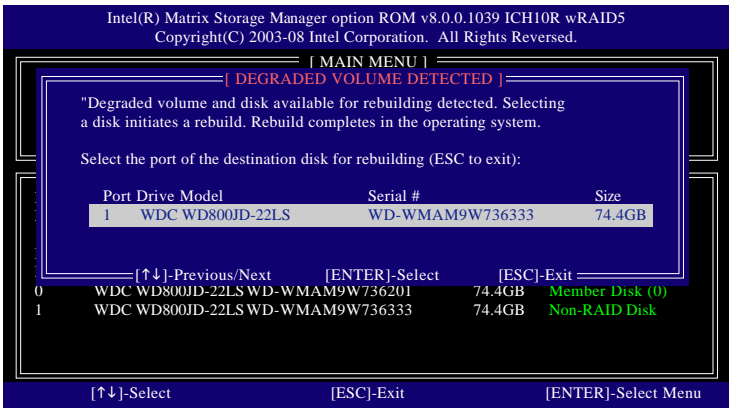 Intel(R) Matrix Storage Manager option ROM v8.0.0.1039 ICH10R wRAID5
Copyright(C) 2003-08 Intel Corporation. All Rights Reversed.
[ MAIN MENU ]
[ DEGRADED VOLUME DETECTED ]
"Degraded volume and disk available for rebuilding detected. Selecting
a disk initiates a rebuild. Rebuild completes in the operating system.
Select the port of the destination disk for rebuilding (ESC to exit):
Port Drive Model Serial # Size
1 WDC WD800JD-22LS WD-WMAM9W736333 74.4GB
[↑↓]-Previous/Next [ENTER]-Select [ESC]-Exit
0 WDC WD800JD-22LS WD-WMAM9W736201 74.4GB Member Disk (0)
1 WDC WD800JD-22LS WD-WMAM9W736333 74.4GB Non-RAID Disk
[↑↓]-Select [ESC]-Exit [ENTER]-Select Menu